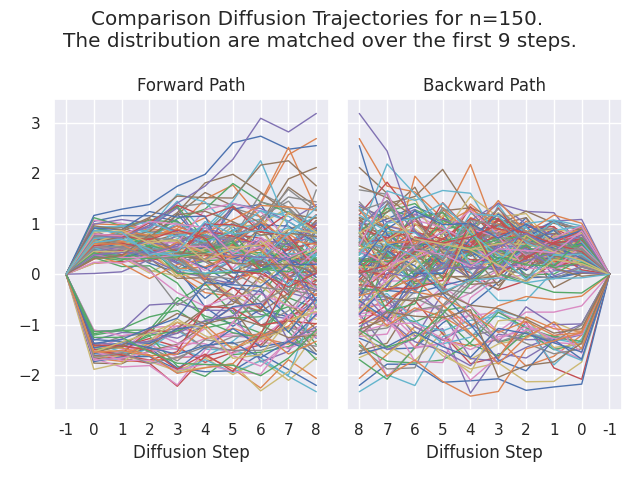 Comparison Diffusion Trajectories for n=150.
The distribution are matched over the first 9 steps.
Forward Path
Backward Path
3
2
1
0
−1
−2
-1 0 1 2 3 4 5 6 7 8
8 7 6 5 4 3 2 1 0 -1
Diffusion Step
Diffusion Step